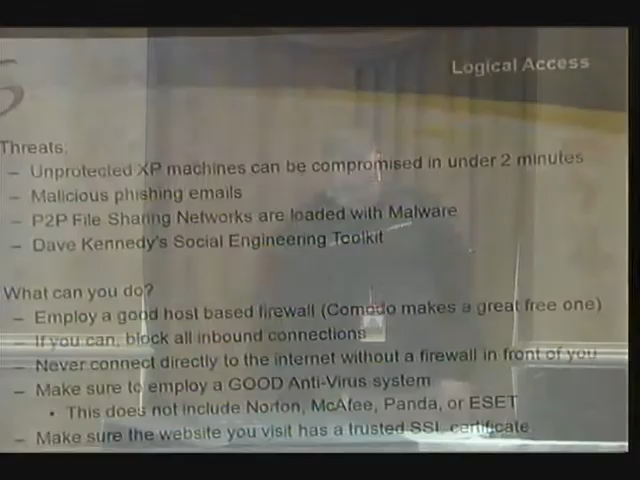 Logical Access
Threats:
– Unprotected XP machines can be compromised in under 2 minutes
– Malicious phishing emails
– P2P File Sharing Networks are loaded with Malware
– Dave Kennedy's Social Engineering Toolkit
What can you do?
– Employ a good host based firewall (Comodo makes a great free one)
– If you can, block all inbound connections
– Never connect directly to the internet without a firewall in front of you
– Make sure to employ a GOOD Anti-Virus system
• This does not include Norton, McAfee, Panda, or ESET
– Make sure the website you visit has a trusted SSL certificate